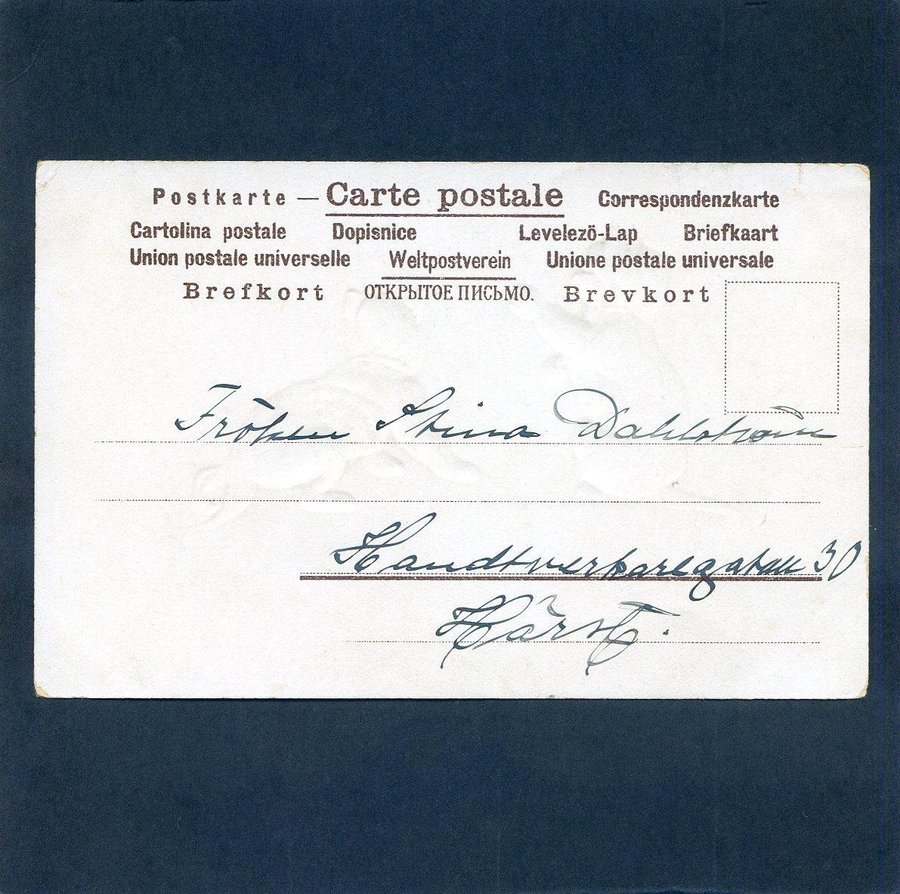 Postkarte — Carte postale Correspondenzkarte
Cartolina postale Dopisnice Levelezö-Lap Briefkaart
Union postale universelle Weltpostverein Unione postale universale
Brefkort ОТКРЫТОЕ ПИСЬМО. Brevkort
Fröken Stina Dahlström
Handtverkaregatan 30
Härst.